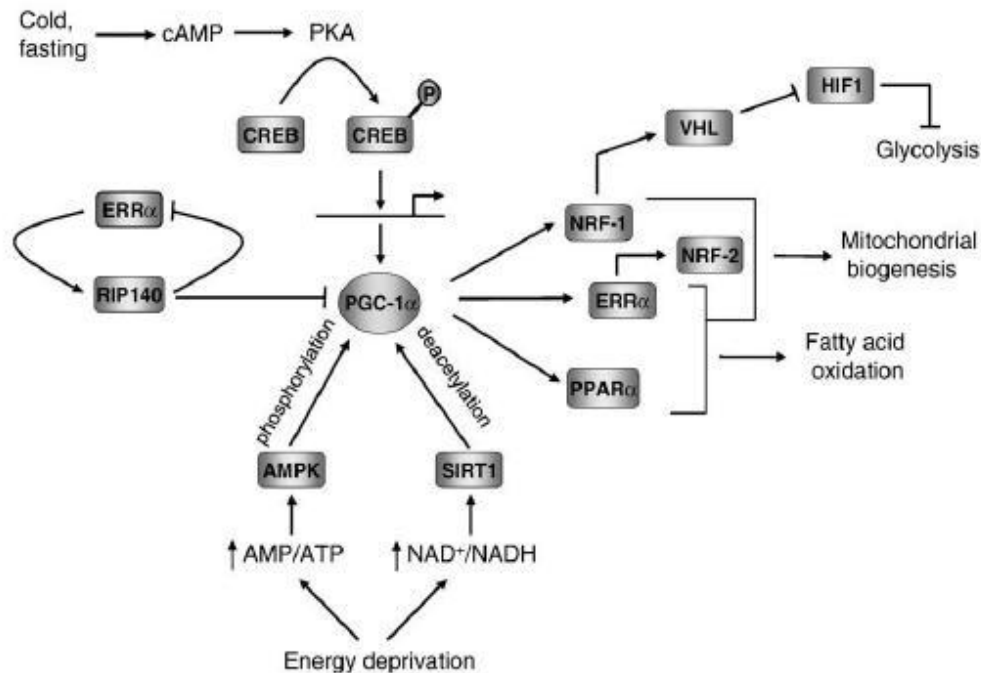 Cold,
fasting
cAMP
PKA
CREB
CREB
P
HIF1
VHL
Glycolysis
ERRα
RIP140
NRF-1
NRF-2
Mitochondrial
biogenesis
PGC-1α
ERRα
Fatty acid
oxidation
PPARα
phosphorylation
deacetylation
AMPK
SIRT1
AMP/ATP
NAD⁺/NADH
Energy deprivation